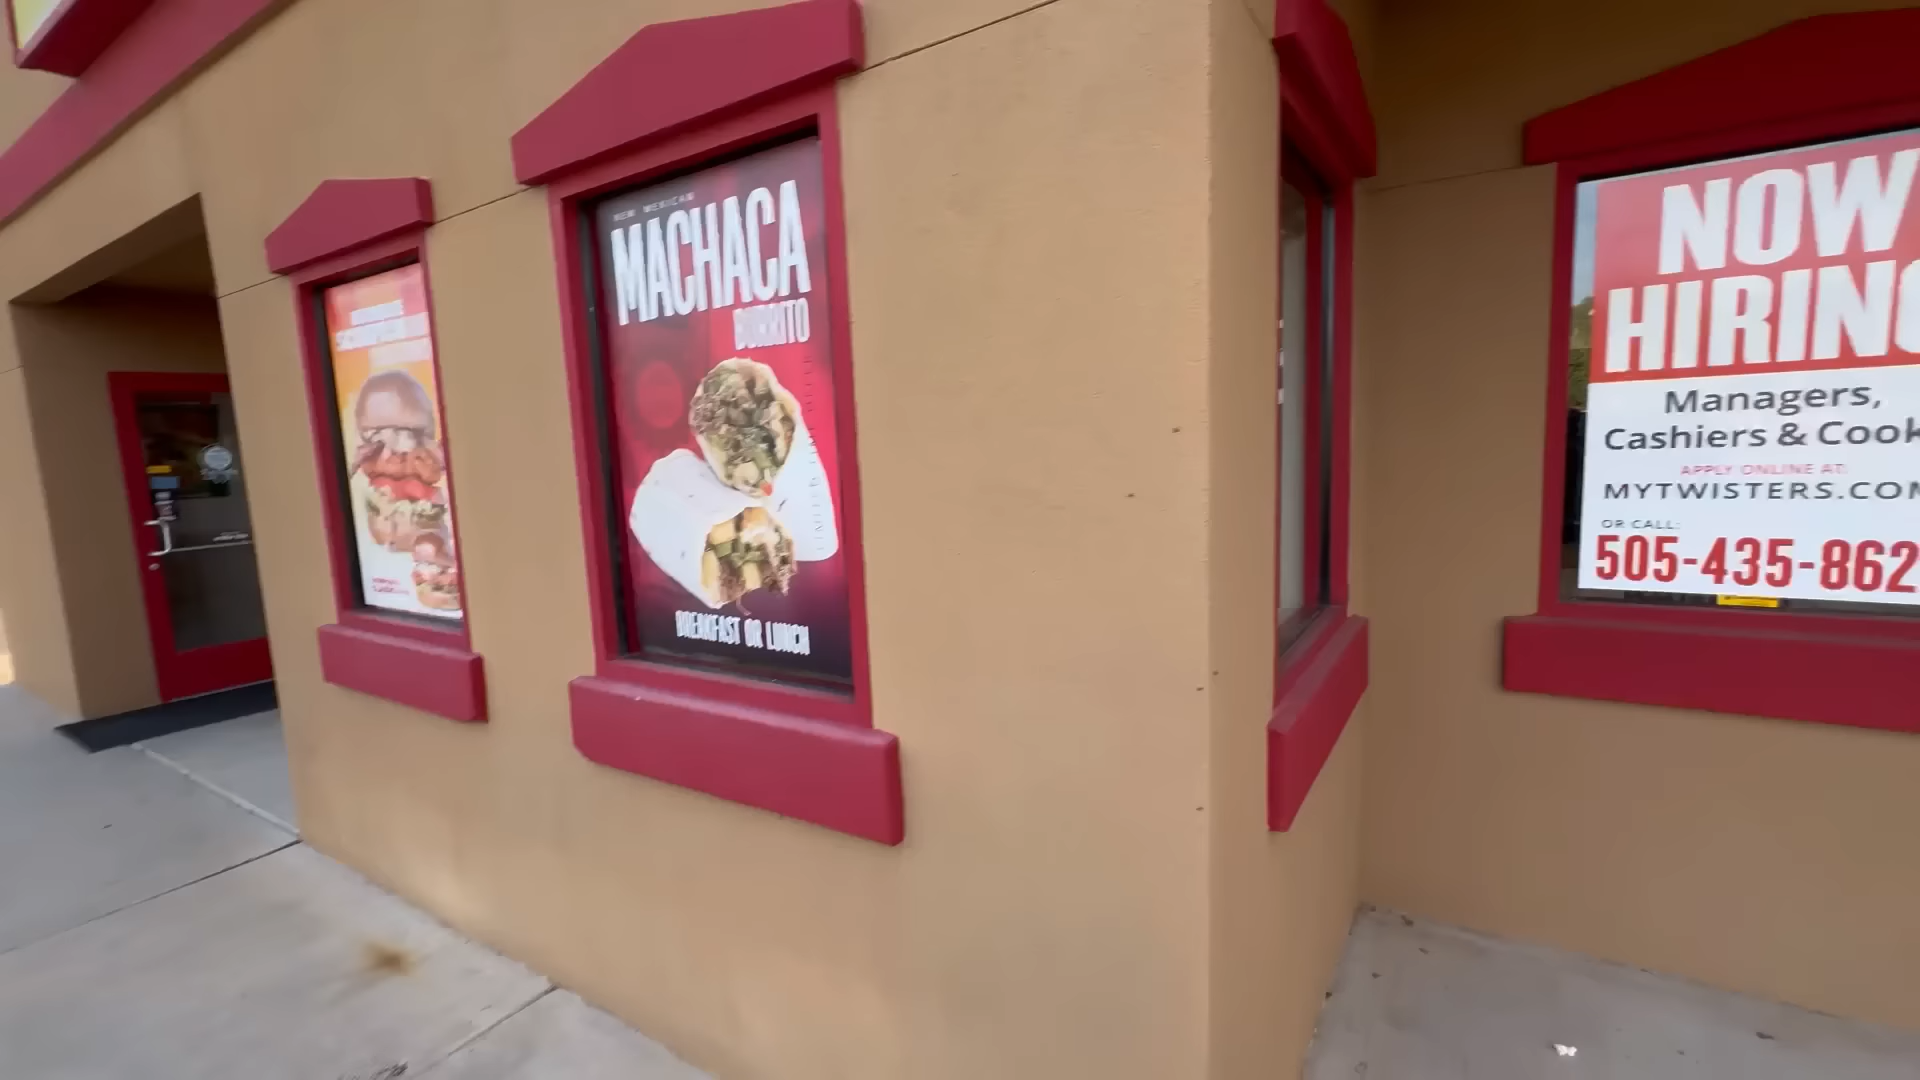 NEW MEXICAN
MACHACA
BURRITO
BREAKFAST OR LUNCH
NOW
HIRING
Managers,
Cashiers & Cook
APPLY ONLINE AT:
MYTWISTERS.COM
OR CALL:
505-435-862